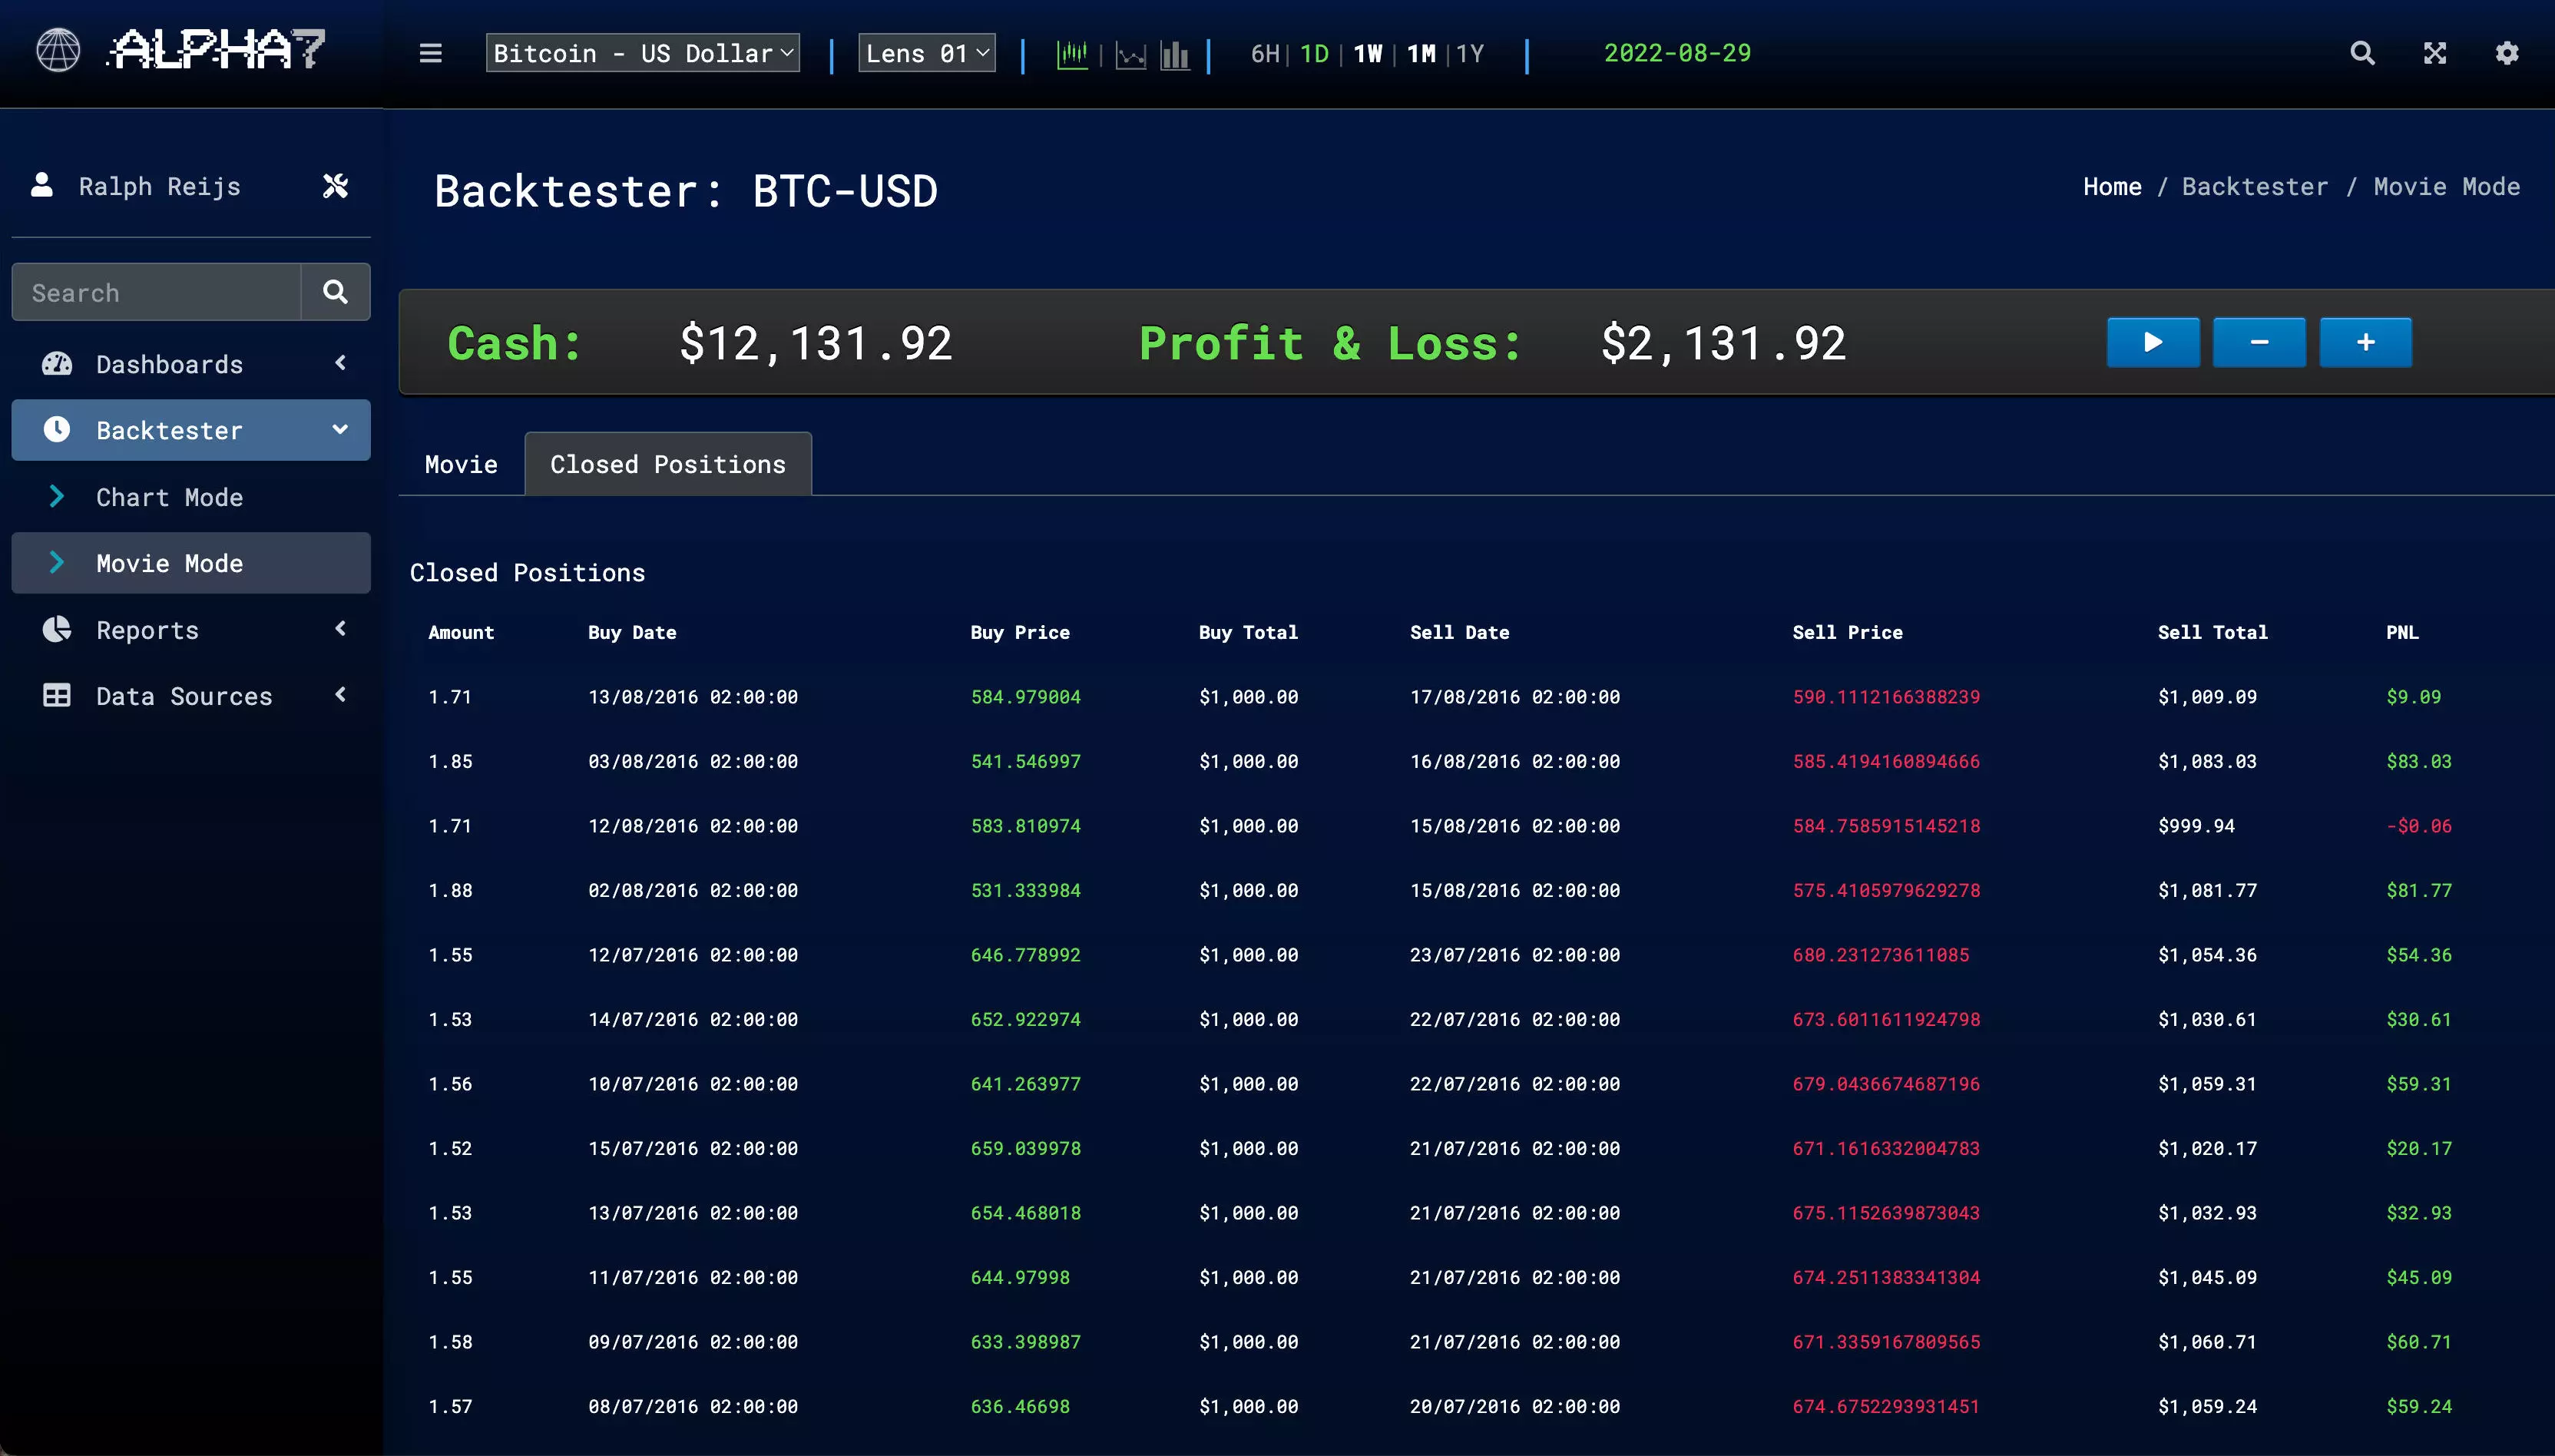 ALPHA7
Bitcoin - US Dollar
Lens 01
6H| 1D | 1W | 1M |1Y
2022-08-29
Ralph Reijs
Search
Dashboards
Backtester
Chart Mode
Movie Mode
Reports
Data Sources
Backtester: BTC-USD
Home / Backtester / Movie Mode
Cash: $12,131.92 Profit & Loss: $2,131.92
Movie
Closed Positions
Closed Positions
Amount Buy Date Buy Price Buy Total Sell Date Sell Price Sell Total PNL
1.71 13/08/2016 02:00:00 584.979004 $1,000.00 17/08/2016 02:00:00 590.1112166388239 $1,009.09 $9.09
1.85 03/08/2016 02:00:00 541.546997 $1,000.00 16/08/2016 02:00:00 585.4194160894666 $1,083.03 $83.03
1.71 12/08/2016 02:00:00 583.810974 $1,000.00 15/08/2016 02:00:00 584.7585915145218 $999.94 -$0.06
1.88 02/08/2016 02:00:00 531.333984 $1,000.00 15/08/2016 02:00:00 575.4105979629278 $1,081.77 $81.77
1.55 12/07/2016 02:00:00 646.778992 $1,000.00 23/07/2016 02:00:00 680.231273611085 $1,054.36 $54.36
1.53 14/07/2016 02:00:00 652.922974 $1,000.00 22/07/2016 02:00:00 673.6011611924798 $1,030.61 $30.61
1.56 10/07/2016 02:00:00 641.263977 $1,000.00 22/07/2016 02:00:00 679.0436674687196 $1,059.31 $59.31
1.52 15/07/2016 02:00:00 659.039978 $1,000.00 21/07/2016 02:00:00 671.1616332004783 $1,020.17 $20.17
1.53 13/07/2016 02:00:00 654.468018 $1,000.00 21/07/2016 02:00:00 675.1152639873043 $1,032.93 $32.93
1.55 11/07/2016 02:00:00 644.97998 $1,000.00 21/07/2016 02:00:00 674.2511383341304 $1,045.09 $45.09
1.58 09/07/2016 02:00:00 633.398987 $1,000.00 21/07/2016 02:00:00 671.3359167809565 $1,060.71 $60.71
1.57 08/07/2016 02:00:00 636.46698 $1,000.00 20/07/2016 02:00:00 674.6752293931451 $1,059.24 $59.24